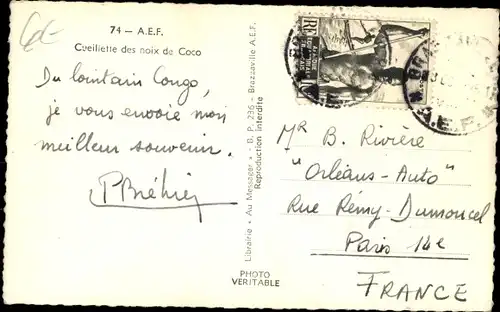 74 — A.E.F.
Cueillette des noix de Coco
Du lointain Congo,
je vous envoie mon
meilleur souvenir.
PBréhier
Librairie « Au Messager » - B. P. 236 - Brazzaville A.E.F.
Reproduction interdite
PHOTO
VERITABLE
A.E.F.
Mr B. Rivière
"Orléans-Auto"
Rue Rémy-Dumoncel
Paris 14e
FRANCE